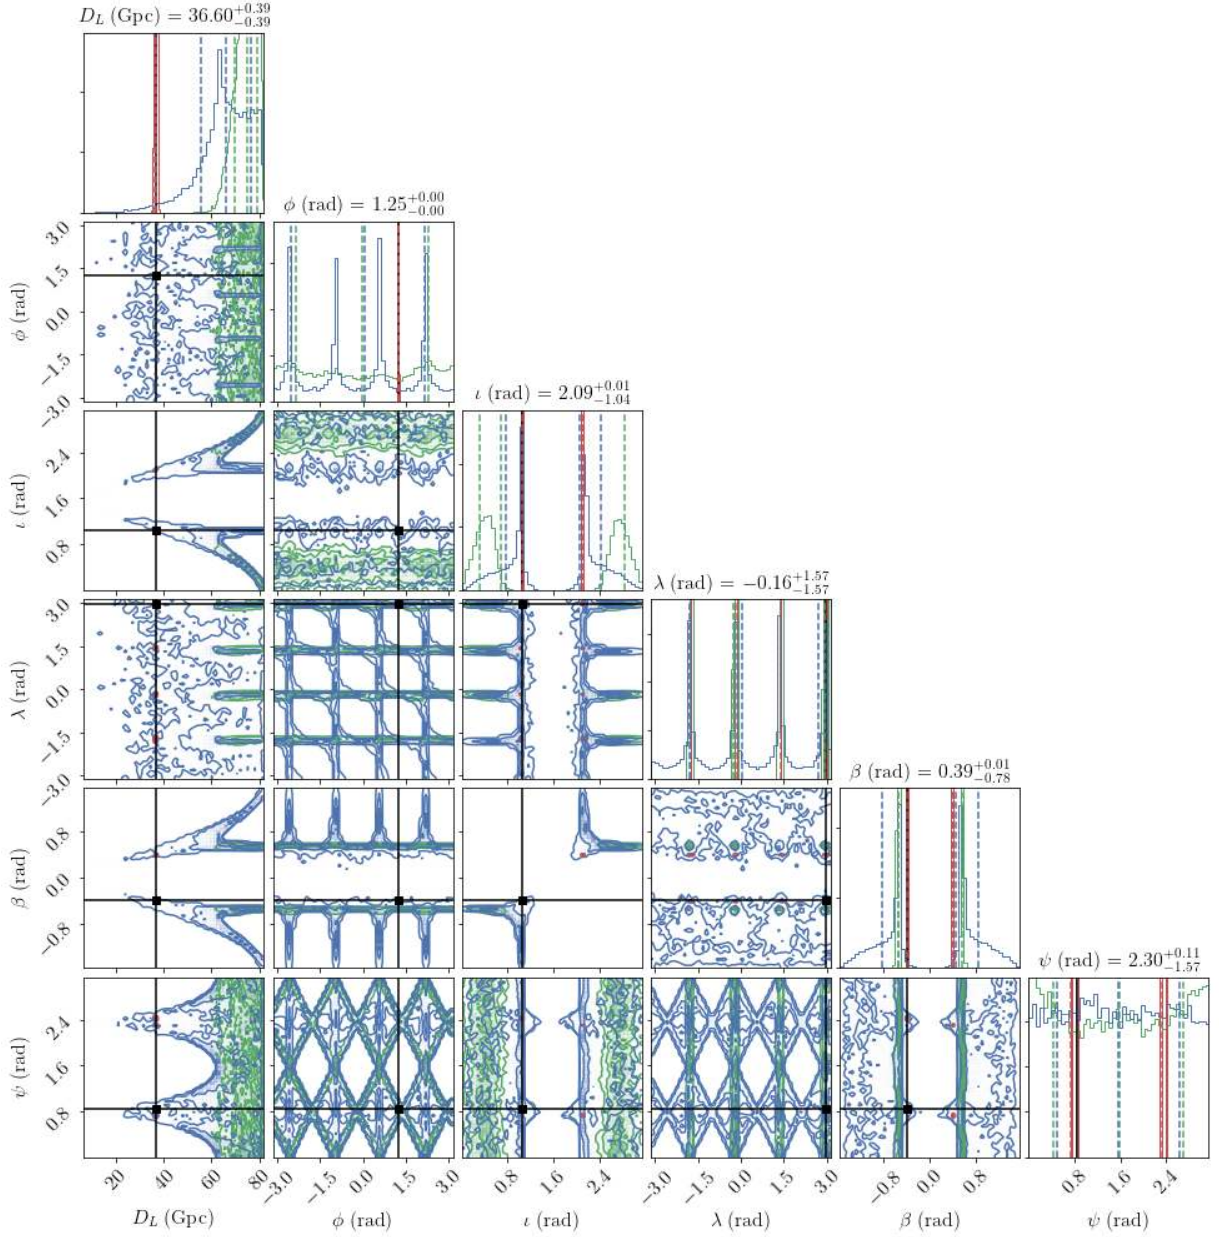 D_L (Gpc) = 36.60^{+0.39}_{-0.39}
ϕ (rad) = 1.25^{+0.00}_{-0.00}
3.0
1.5
0.0
−1.5
−3.0
ϕ (rad)
ι (rad) = 2.09^{+0.01}_{-1.04}
2.4
1.6
0.8
ι (rad)
λ (rad) = −0.16^{+1.57}_{-1.57}
3.0
1.5
0.0
−1.5
−3.0
λ (rad)
β (rad) = 0.39^{+0.01}_{-0.78}
0.8
0.0
−0.8
β (rad)
ψ (rad) = 2.30^{+0.11}_{-1.57}
2.4
1.6
0.8
ψ (rad)
20 40 60 80 −3.0 −1.5 0.0 1.5 3.0 0.8 1.6 2.4 −3.0 −1.5 0.0 1.5 3.0 −0.8 0.0 0.8 0.8 1.6 2.4
D_L (Gpc) ϕ (rad) ι (rad) λ (rad) β (rad) ψ (rad)